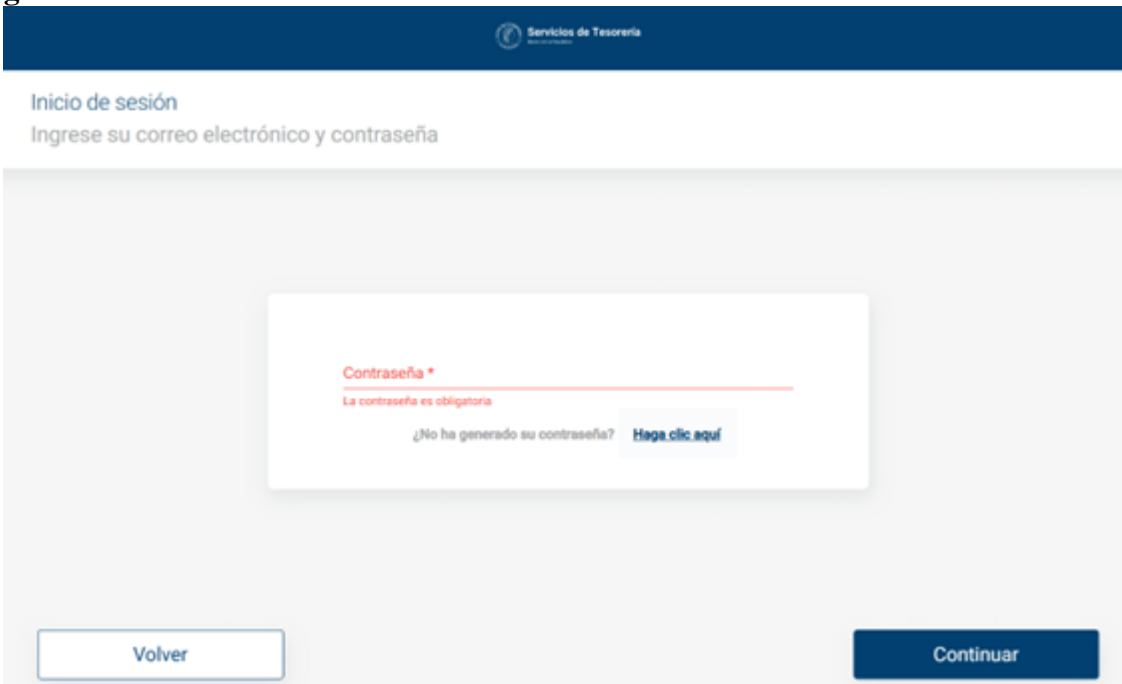 Servicios de Tesorería
Inicio de sesión
Ingrese su correo electrónico y contraseña
Contraseña *
La contraseña es obligatoria
¿No ha generado su contraseña? Haga clic aquí
Volver
Continuar